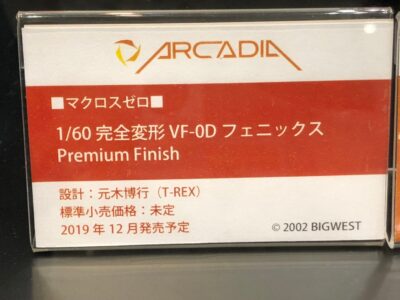 ARCADIA
■マクロスゼロ■
1/60 完全変形 VF-0D フェニックス
Premium Finish
設計：元木博行（T-REX）
標準小売価格：未定
2019 年 12 月発売予定
© 2002 BIGWEST